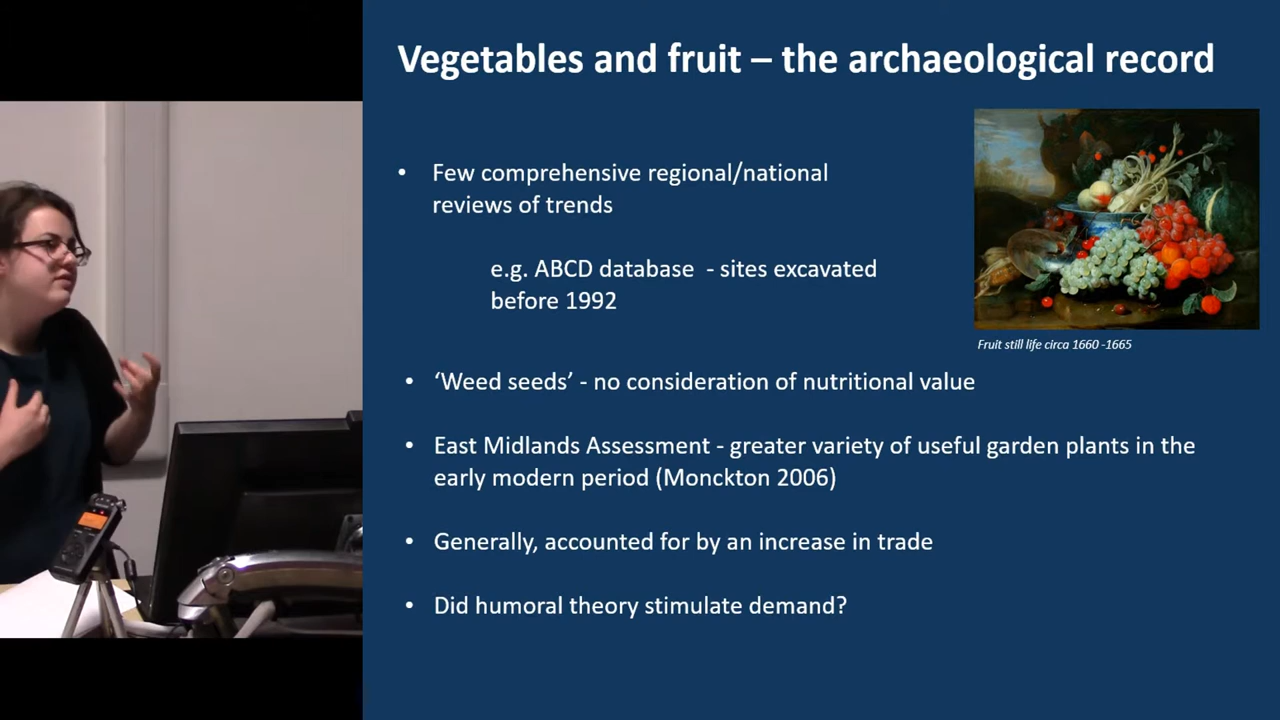 Vegetables and fruit – the archaeological record
• Few comprehensive regional/national
reviews of trends
e.g. ABCD database - sites excavated
before 1992
Fruit still life circa 1660 -1665
• ‘Weed seeds’ - no consideration of nutritional value
• East Midlands Assessment - greater variety of useful garden plants in the
early modern period (Monckton 2006)
• Generally, accounted for by an increase in trade
• Did humoral theory stimulate demand?